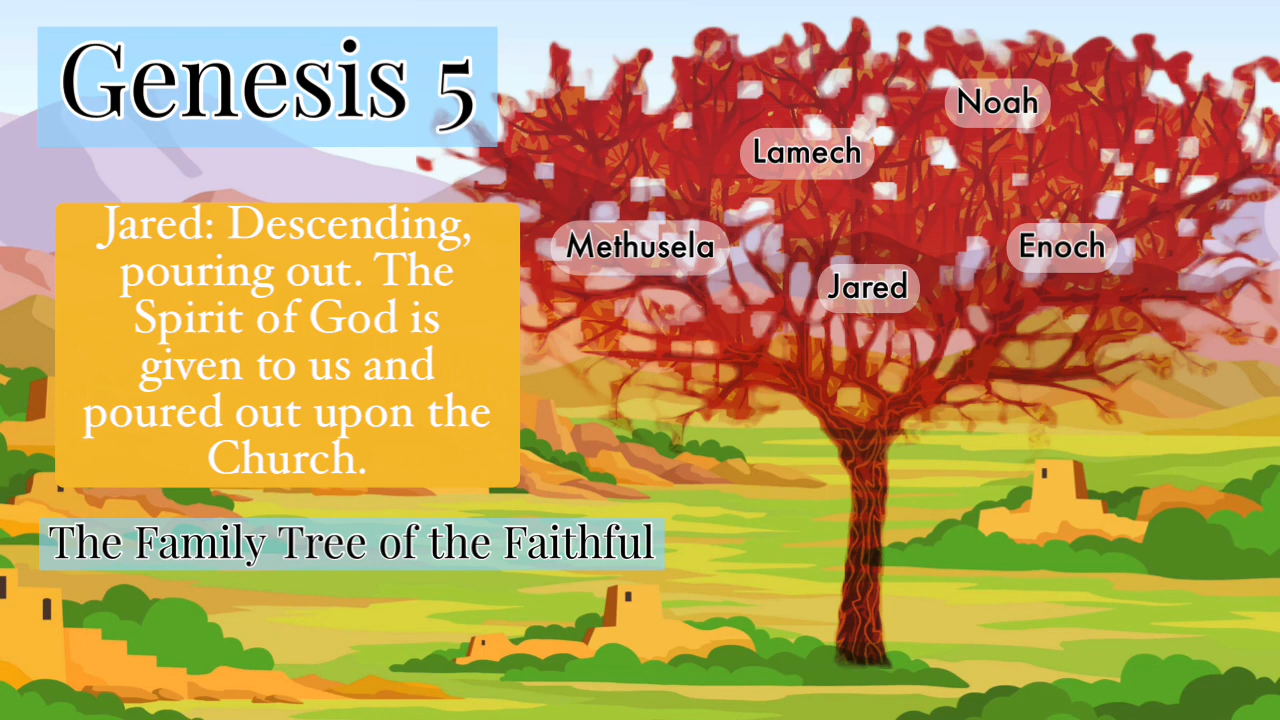 Genesis 5
Jared: Descending,
pouring out. The
Spirit of God is
given to us and
poured out upon the
Church.
The Family Tree of the Faithful
Noah
Lamech
Methusela
Enoch
Jared